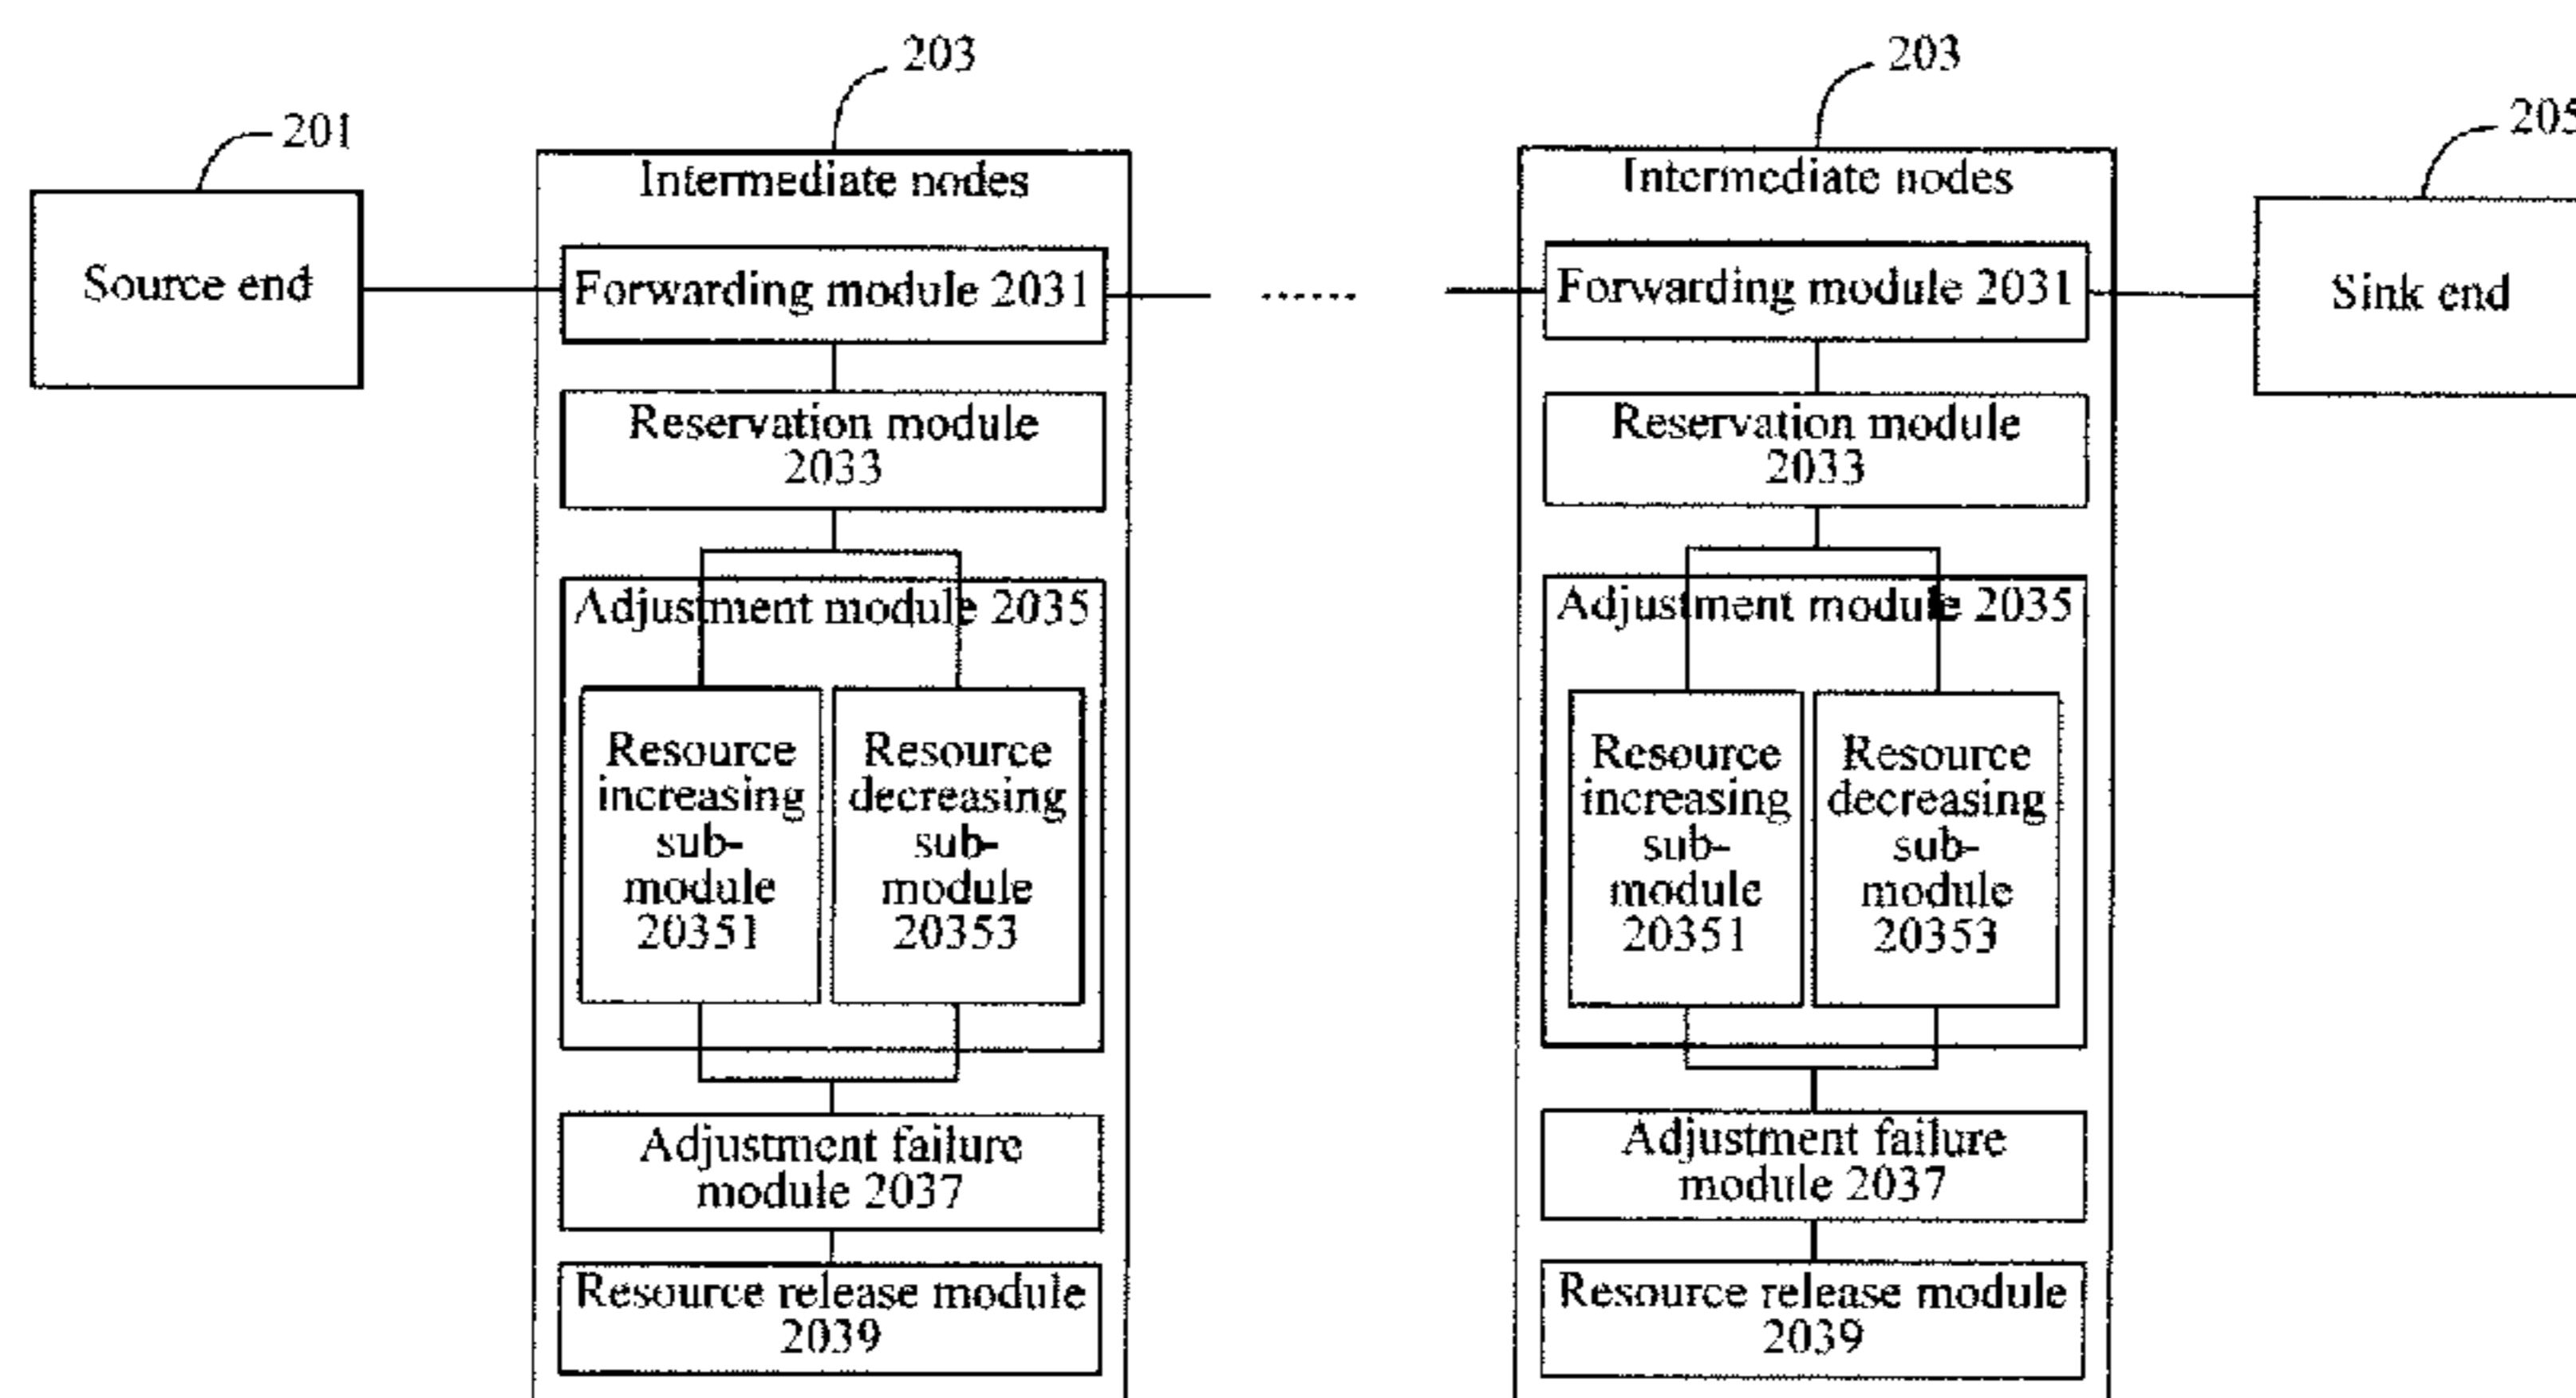 203
203
201
205
Intermediate nodes
Intermediate nodes
Source end
Forwarding module 2031
......
Forwarding module 2031
Sink end
Reservation module
2033
Reservation module
2033
Adjustment module 2035
Adjustment module 2035
Resource
increasing
sub-
module
20351
Resource
decreasing
sub-
module
20353
Resource
increasing
sub-
module
20351
Resource
decreasing
sub-
module
20353
Adjustment failure
module 2037
Adjustment failure
module 2037
Resource release module
2039
Resource release module
2039